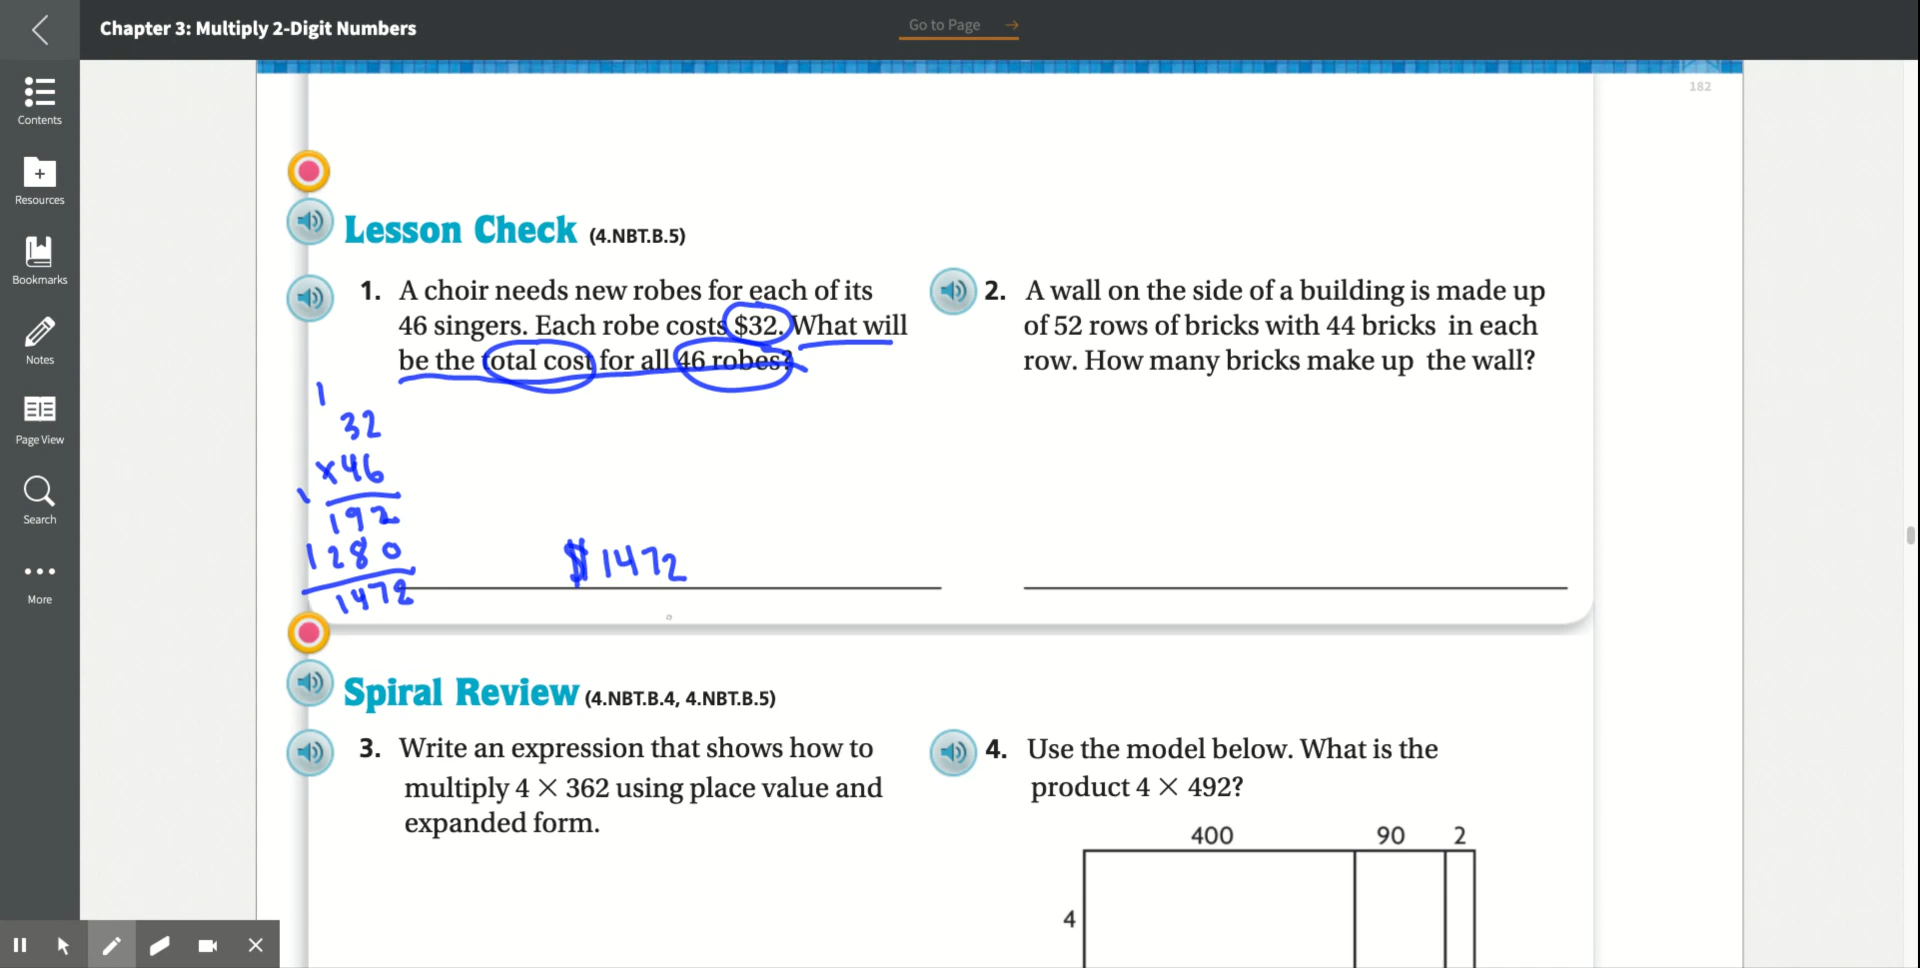 Chapter 3: Multiply 2-Digit Numbers
Go to Page →
Contents
Resources
Bookmarks
Notes
Page View
Search
More
182
Lesson Check (4.NBT.B.5)
1. A choir needs new robes for each of its
46 singers. Each robe costs $32. What will
be the total cost for all 46 robes?
1
32
×46
1
192
1280
1472
$1472
2. A wall on the side of a building is made up
of 52 rows of bricks with 44 bricks in each
row. How many bricks make up the wall?
Spiral Review (4.NBT.B.4, 4.NBT.B.5)
3. Write an expression that shows how to
multiply 4 × 362 using place value and
expanded form.
4. Use the model below. What is the
product 4 × 492?
400 90 2
4